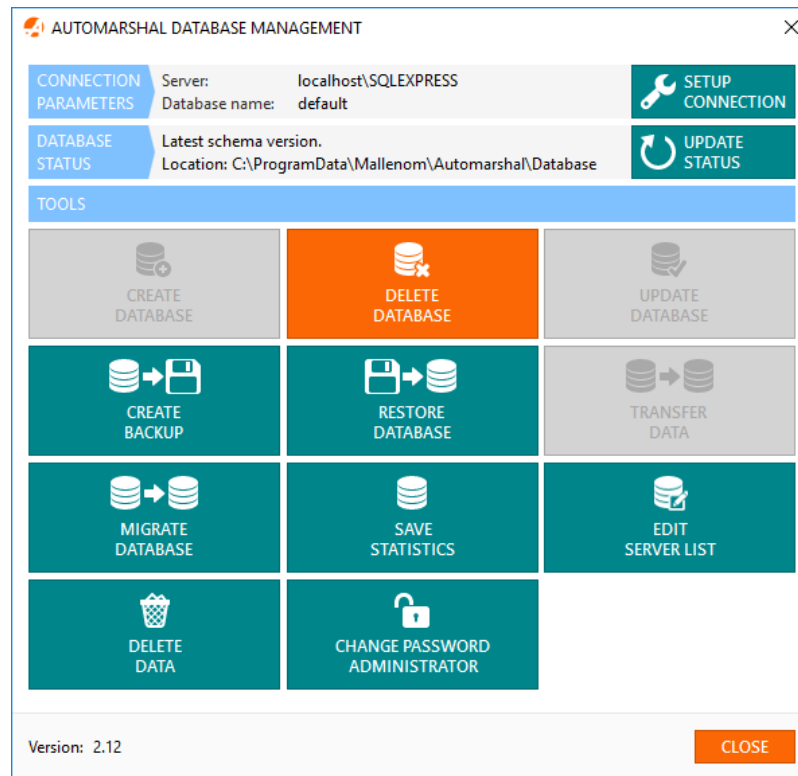 AUTOMARSHAL DATABASE MANAGEMENT
CONNECTION
PARAMETERS
Server: localhost\SQLEXPRESS
Database name: default
SETUP
CONNECTION
DATABASE
STATUS
Latest schema version.
Location: C:\ProgramData\Mallenom\Automarshal\Database
UPDATE
STATUS
TOOLS
CREATE
DATABASE
DELETE
DATABASE
UPDATE
DATABASE
CREATE
BACKUP
RESTORE
DATABASE
TRANSFER
DATA
MIGRATE
DATABASE
SAVE
STATISTICS
EDIT
SERVER LIST
DELETE
DATA
CHANGE PASSWORD
ADMINISTRATOR
Version: 2.12
CLOSE